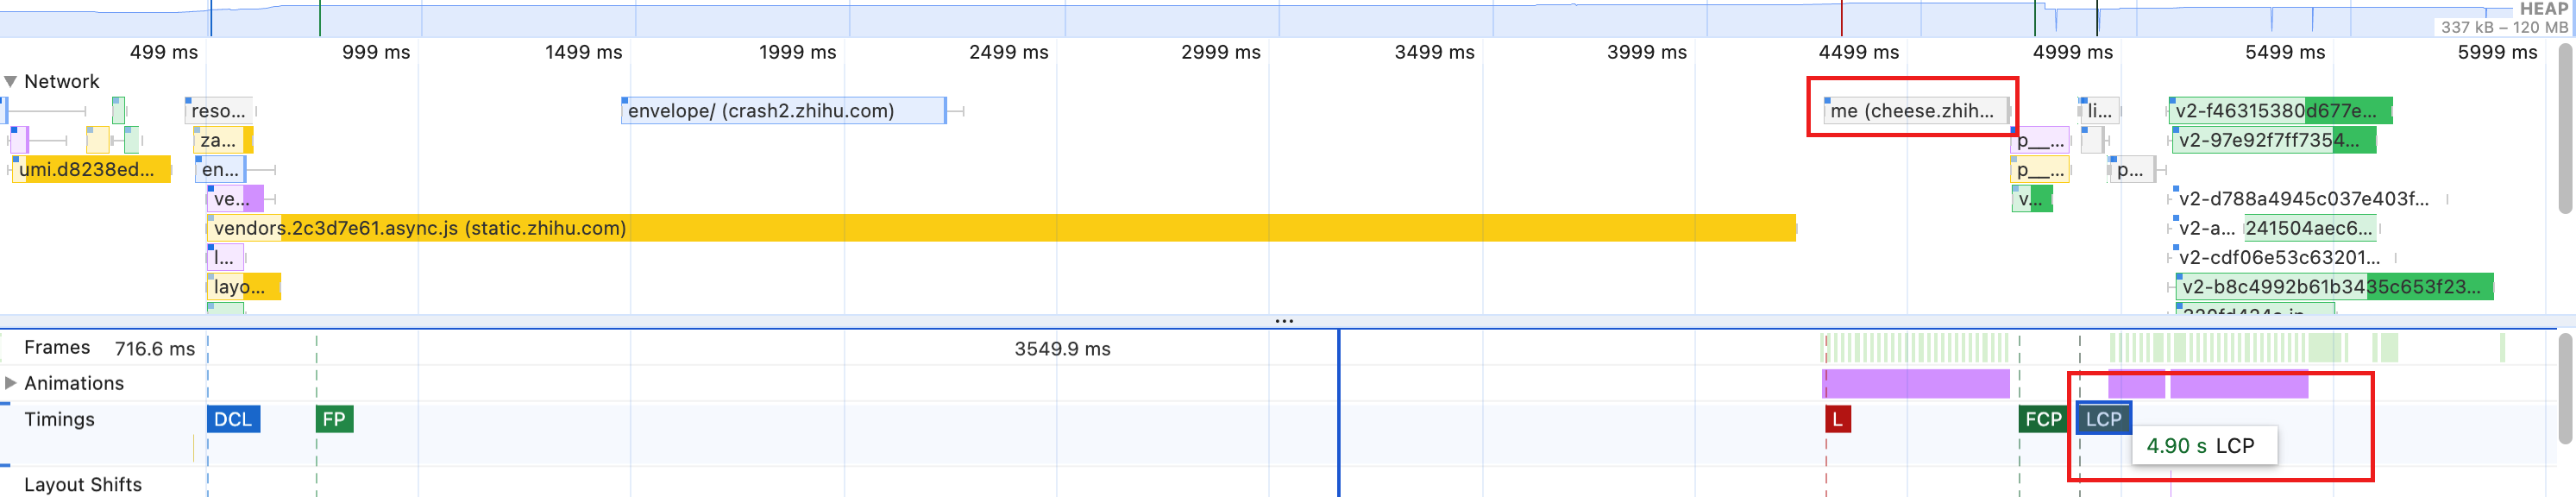 HEAP
337 kB – 120 MB
499 ms 999 ms 1499 ms 1999 ms 2499 ms 2999 ms 3499 ms 3999 ms 4499 ms 4999 ms 5499 ms 5999 ms
Network
reso... envelope/ (crash2.zhihu.com) me (cheese.zhih... li... v2-f46315380d677e...
za... p__... v2-97e92f7ff7354...
umi.d8238ed... en... p__... p...
ve... v... v2-d788a4945c037e403f...
vendors.2c3d7e61.async.js (static.zhihu.com) v2-a... 241504aec6...
l... v2-cdf06e53c63201...
layo... v2-b8c4992b61b3435c653f23...
...
Frames 716.6 ms 3549.9 ms
Animations
Timings DCL FP L FCP LCP
4.90 s LCP
Layout Shifts